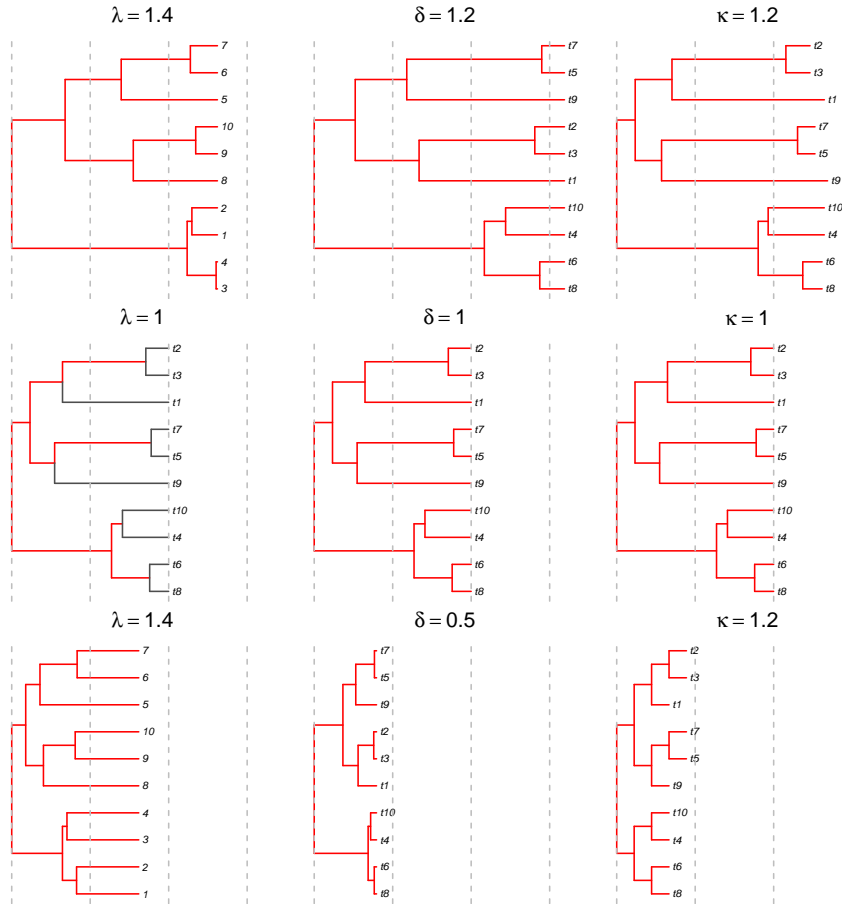 λ = 1.4
7
6
5
10
9
8
2
1
4
3
δ = 1.2
t7
t5
t9
t2
t3
t1
t10
t4
t6
t8
κ = 1.2
t2
t3
t1
t7
t5
t9
t10
t4
t6
t8
λ = 1
t2
t3
t1
t7
t5
t9
t10
t4
t6
t8
δ = 1
t2
t3
t1
t7
t5
t9
t10
t4
t6
t8
κ = 1
t2
t3
t1
t7
t5
t9
t10
t4
t6
t8
λ = 1.4
7
6
5
10
9
8
4
3
2
1
δ = 0.5
t7
t5
t9
t2
t3
t1
t10
t4
t6
t8
κ = 1.2
t2
t3
t1
t7
t5
t9
t10
t4
t6
t8